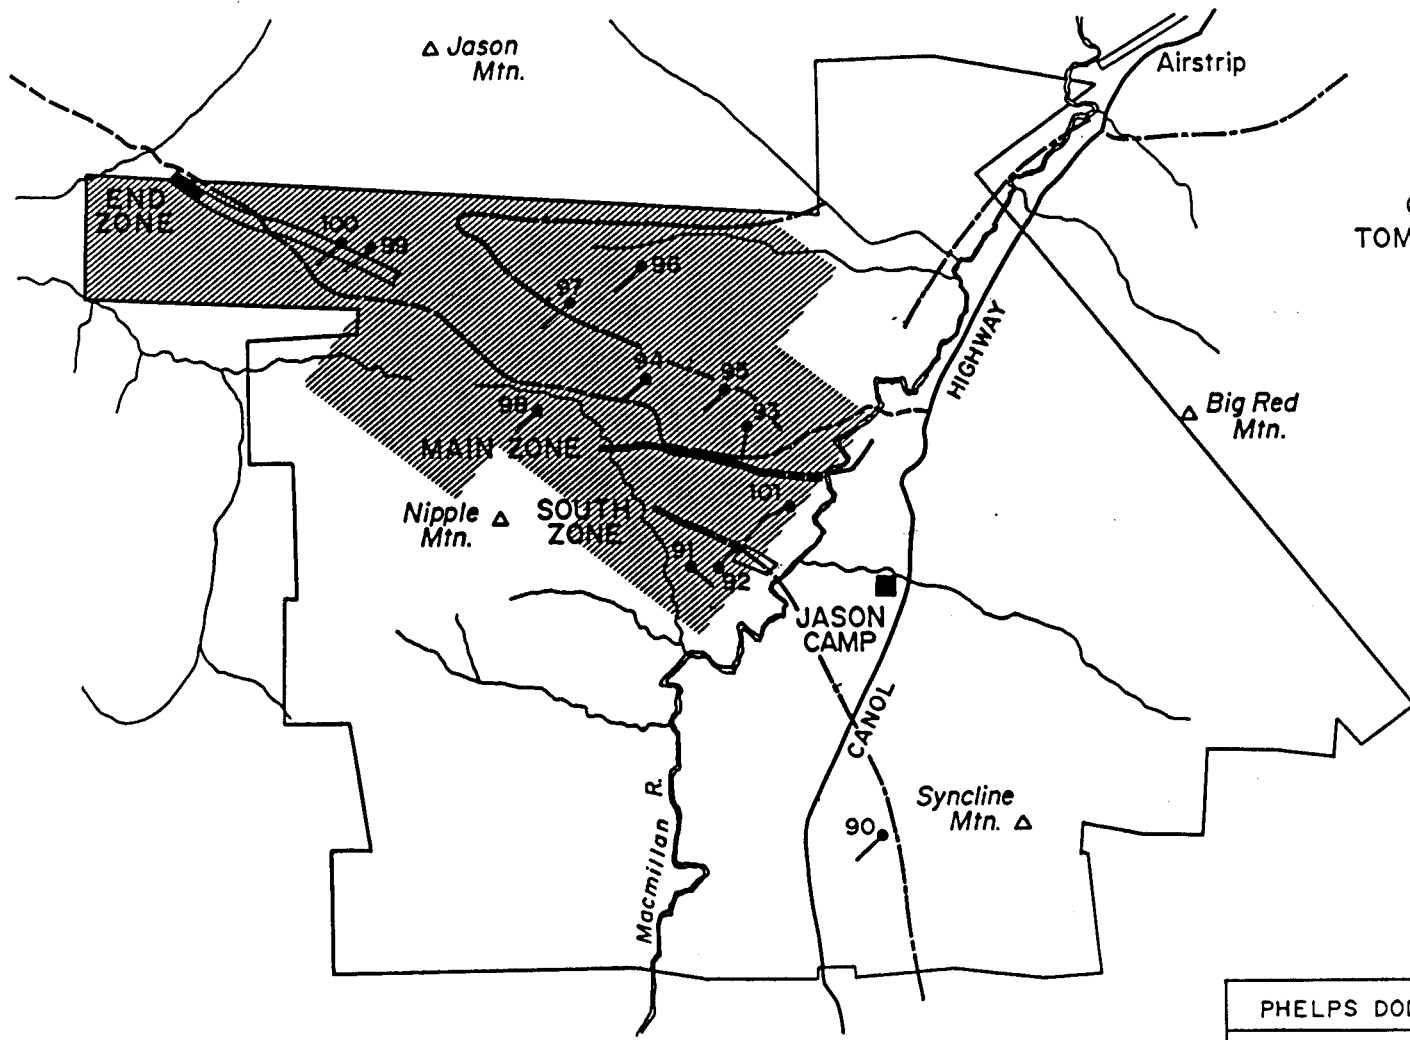 Jason
Mtn.
Airstrip
END
ZONE
100
99
96
97
TOM
HIGHWAY
94
95
98
93
Big Red
Mtn.
MAIN ZONE
101
Nipple
Mtn.
SOUTH
ZONE
91
92
JASON
CAMP
CANOL
Macmillan R.
Syncline
Mtn.
90
PHELPS DOD